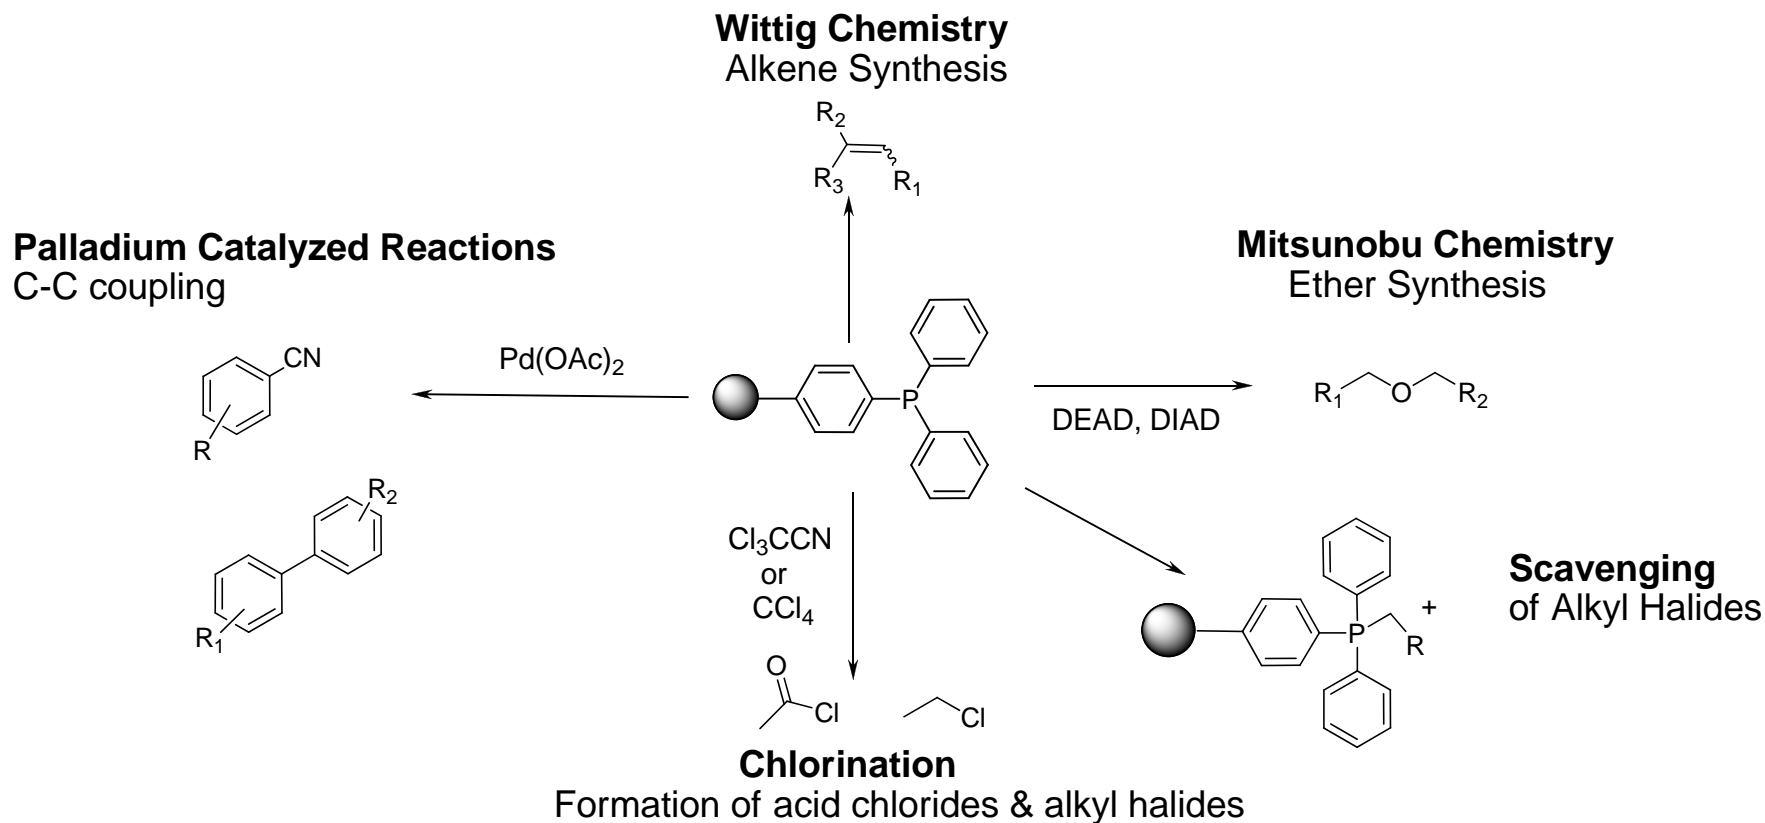 Wittig Chemistry
Alkene Synthesis
R2
R3
R1
Palladium Catalyzed Reactions
C-C coupling
Mitsunobu Chemistry
Ether Synthesis
CN
R
Pd(OAc)2
P
DEAD, DIAD
R1
O
R2
R2
R1
Cl3CCN
or
CCl4
O
Cl
Cl
Chlorination
Formation of acid chlorides & alkyl halides
P
+
R
Scavenging
of Alkyl Halides